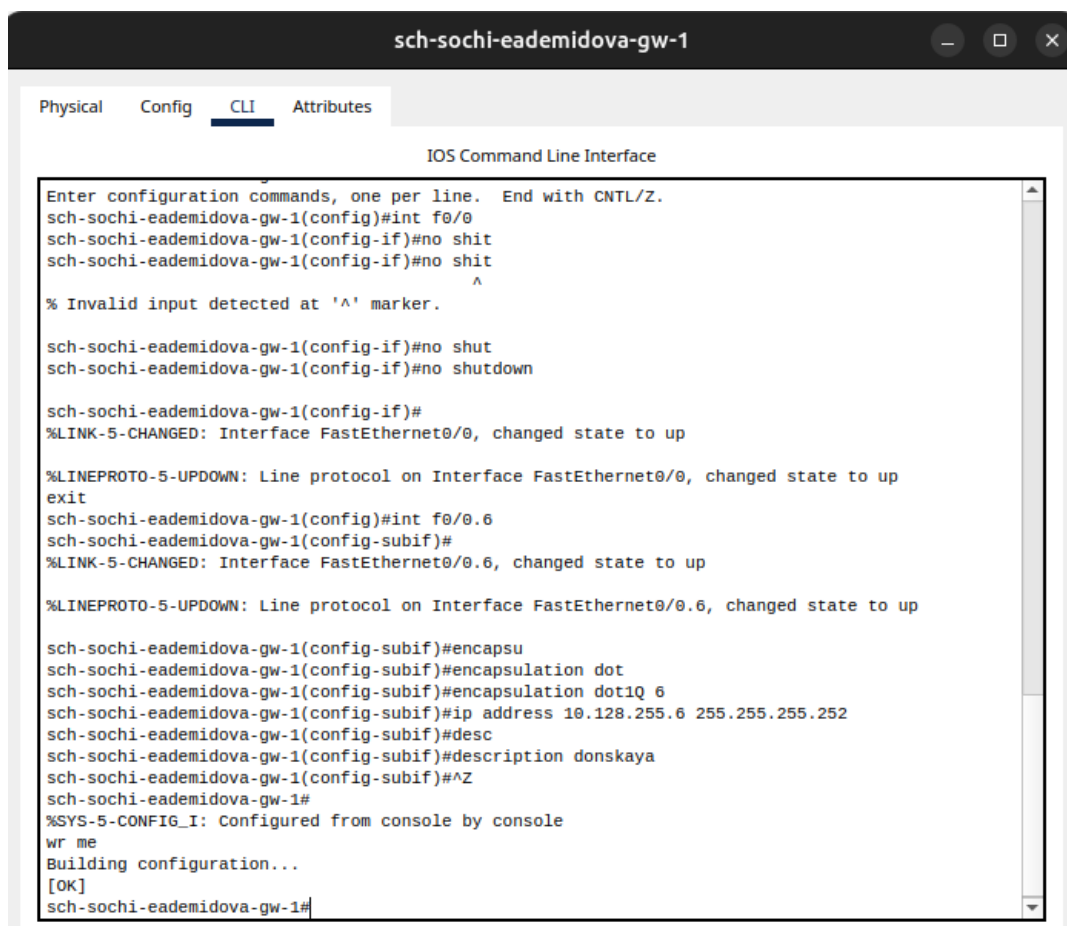 sch-sochi-eademidova-gw-1
Physical Config CLI Attributes
IOS Command Line Interface
Enter configuration commands, one per line.  End with CNTL/Z.
sch-sochi-eademidova-gw-1(config)#int f0/0
sch-sochi-eademidova-gw-1(config-if)#no shit
sch-sochi-eademidova-gw-1(config-if)#no shit
^
% Invalid input detected at '^' marker.
sch-sochi-eademidova-gw-1(config-if)#no shut
sch-sochi-eademidova-gw-1(config-if)#no shutdown
sch-sochi-eademidova-gw-1(config-if)#
%LINK-5-CHANGED: Interface FastEthernet0/0, changed state to up
%LINEPROTO-5-UPDOWN: Line protocol on Interface FastEthernet0/0, changed state to up
exit
sch-sochi-eademidova-gw-1(config)#int f0/0.6
sch-sochi-eademidova-gw-1(config-subif)#
%LINK-5-CHANGED: Interface FastEthernet0/0.6, changed state to up
%LINEPROTO-5-UPDOWN: Line protocol on Interface FastEthernet0/0.6, changed state to up
sch-sochi-eademidova-gw-1(config-subif)#encapsu
sch-sochi-eademidova-gw-1(config-subif)#encapsulation dot
sch-sochi-eademidova-gw-1(config-subif)#encapsulation dot1Q 6
sch-sochi-eademidova-gw-1(config-subif)#ip address 10.128.255.6 255.255.255.252
sch-sochi-eademidova-gw-1(config-subif)#desc
sch-sochi-eademidova-gw-1(config-subif)#description donskaya
sch-sochi-eademidova-gw-1(config-subif)#^Z
sch-sochi-eademidova-gw-1#
%SYS-5-CONFIG_I: Configured from console by console
wr me
Building configuration...
[OK]
sch-sochi-eademidova-gw-1#